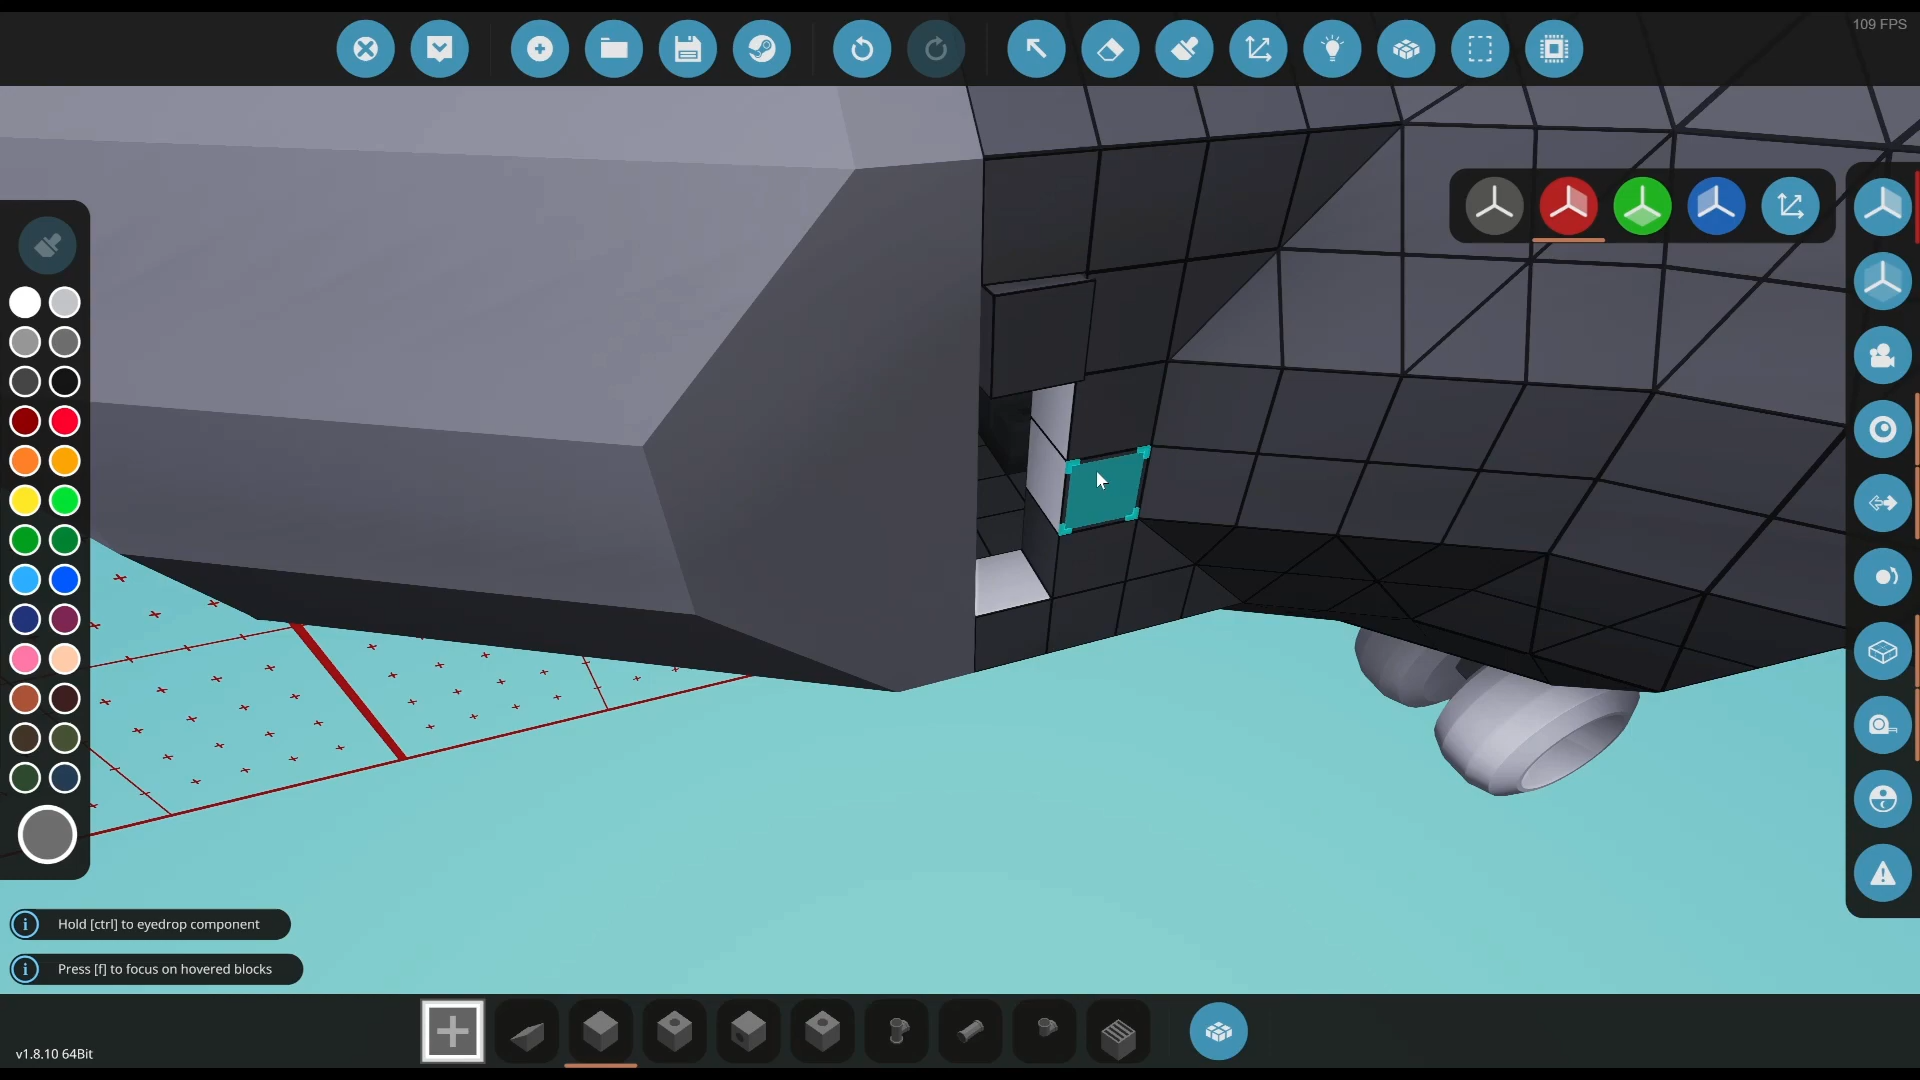 109 FPS
Hold [ctrl] to eyedrop component
Press [f] to focus on hovered blocks
v1.8.10 64Bit